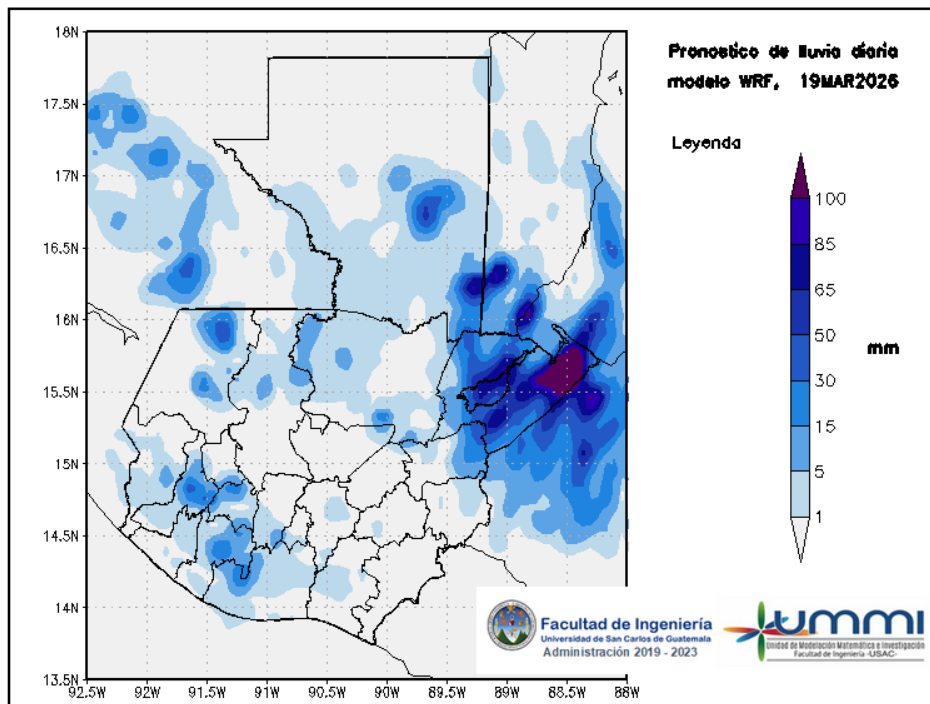 18N
17.5N
17N
16.5N
16N
15.5N
15N
14.5N
14N
13.5N
92.5W
92W
91.5W
91W
90.5W
90W
89.5W
89W
88.5W
88W
Pronostico de lluvia diaria
modelo WRF, 19MAR2026
Leyenda
100
85
65
50
30
15
5
1
mm
Facultad de Ingeniería
Universidad de San Carlos de Guatemala
Administración 2019 - 2023
ummi
Unidad de Modelación Matemática e Investigación
Facultad de Ingeniería -USAC-